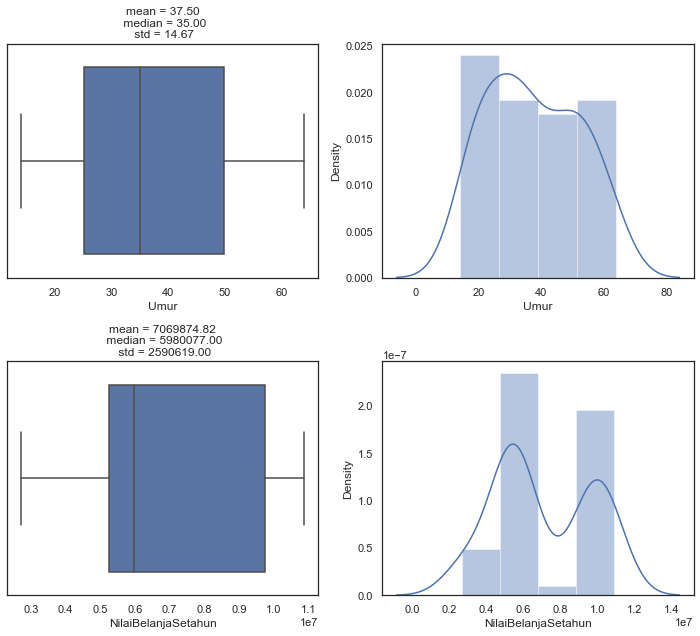 mean = 37.50
median = 35.00
std = 14.67
20 30 40 50 60
Umur
0.025
0.020
0.015
0.010
0.005
0.000
Density
0 20 40 60 80
Umur
mean = 7069874.82
median = 5980077.00
std = 2590619.00
0.3 0.4 0.5 0.6 0.7 0.8 0.9 1.0 1.1
1e7
NilaiBelanjaSetahun
1e−7
2.0
1.5
1.0
0.5
0.0
Density
0.0 0.2 0.4 0.6 0.8 1.0 1.2 1.4
1e7
NilaiBelanjaSetahun